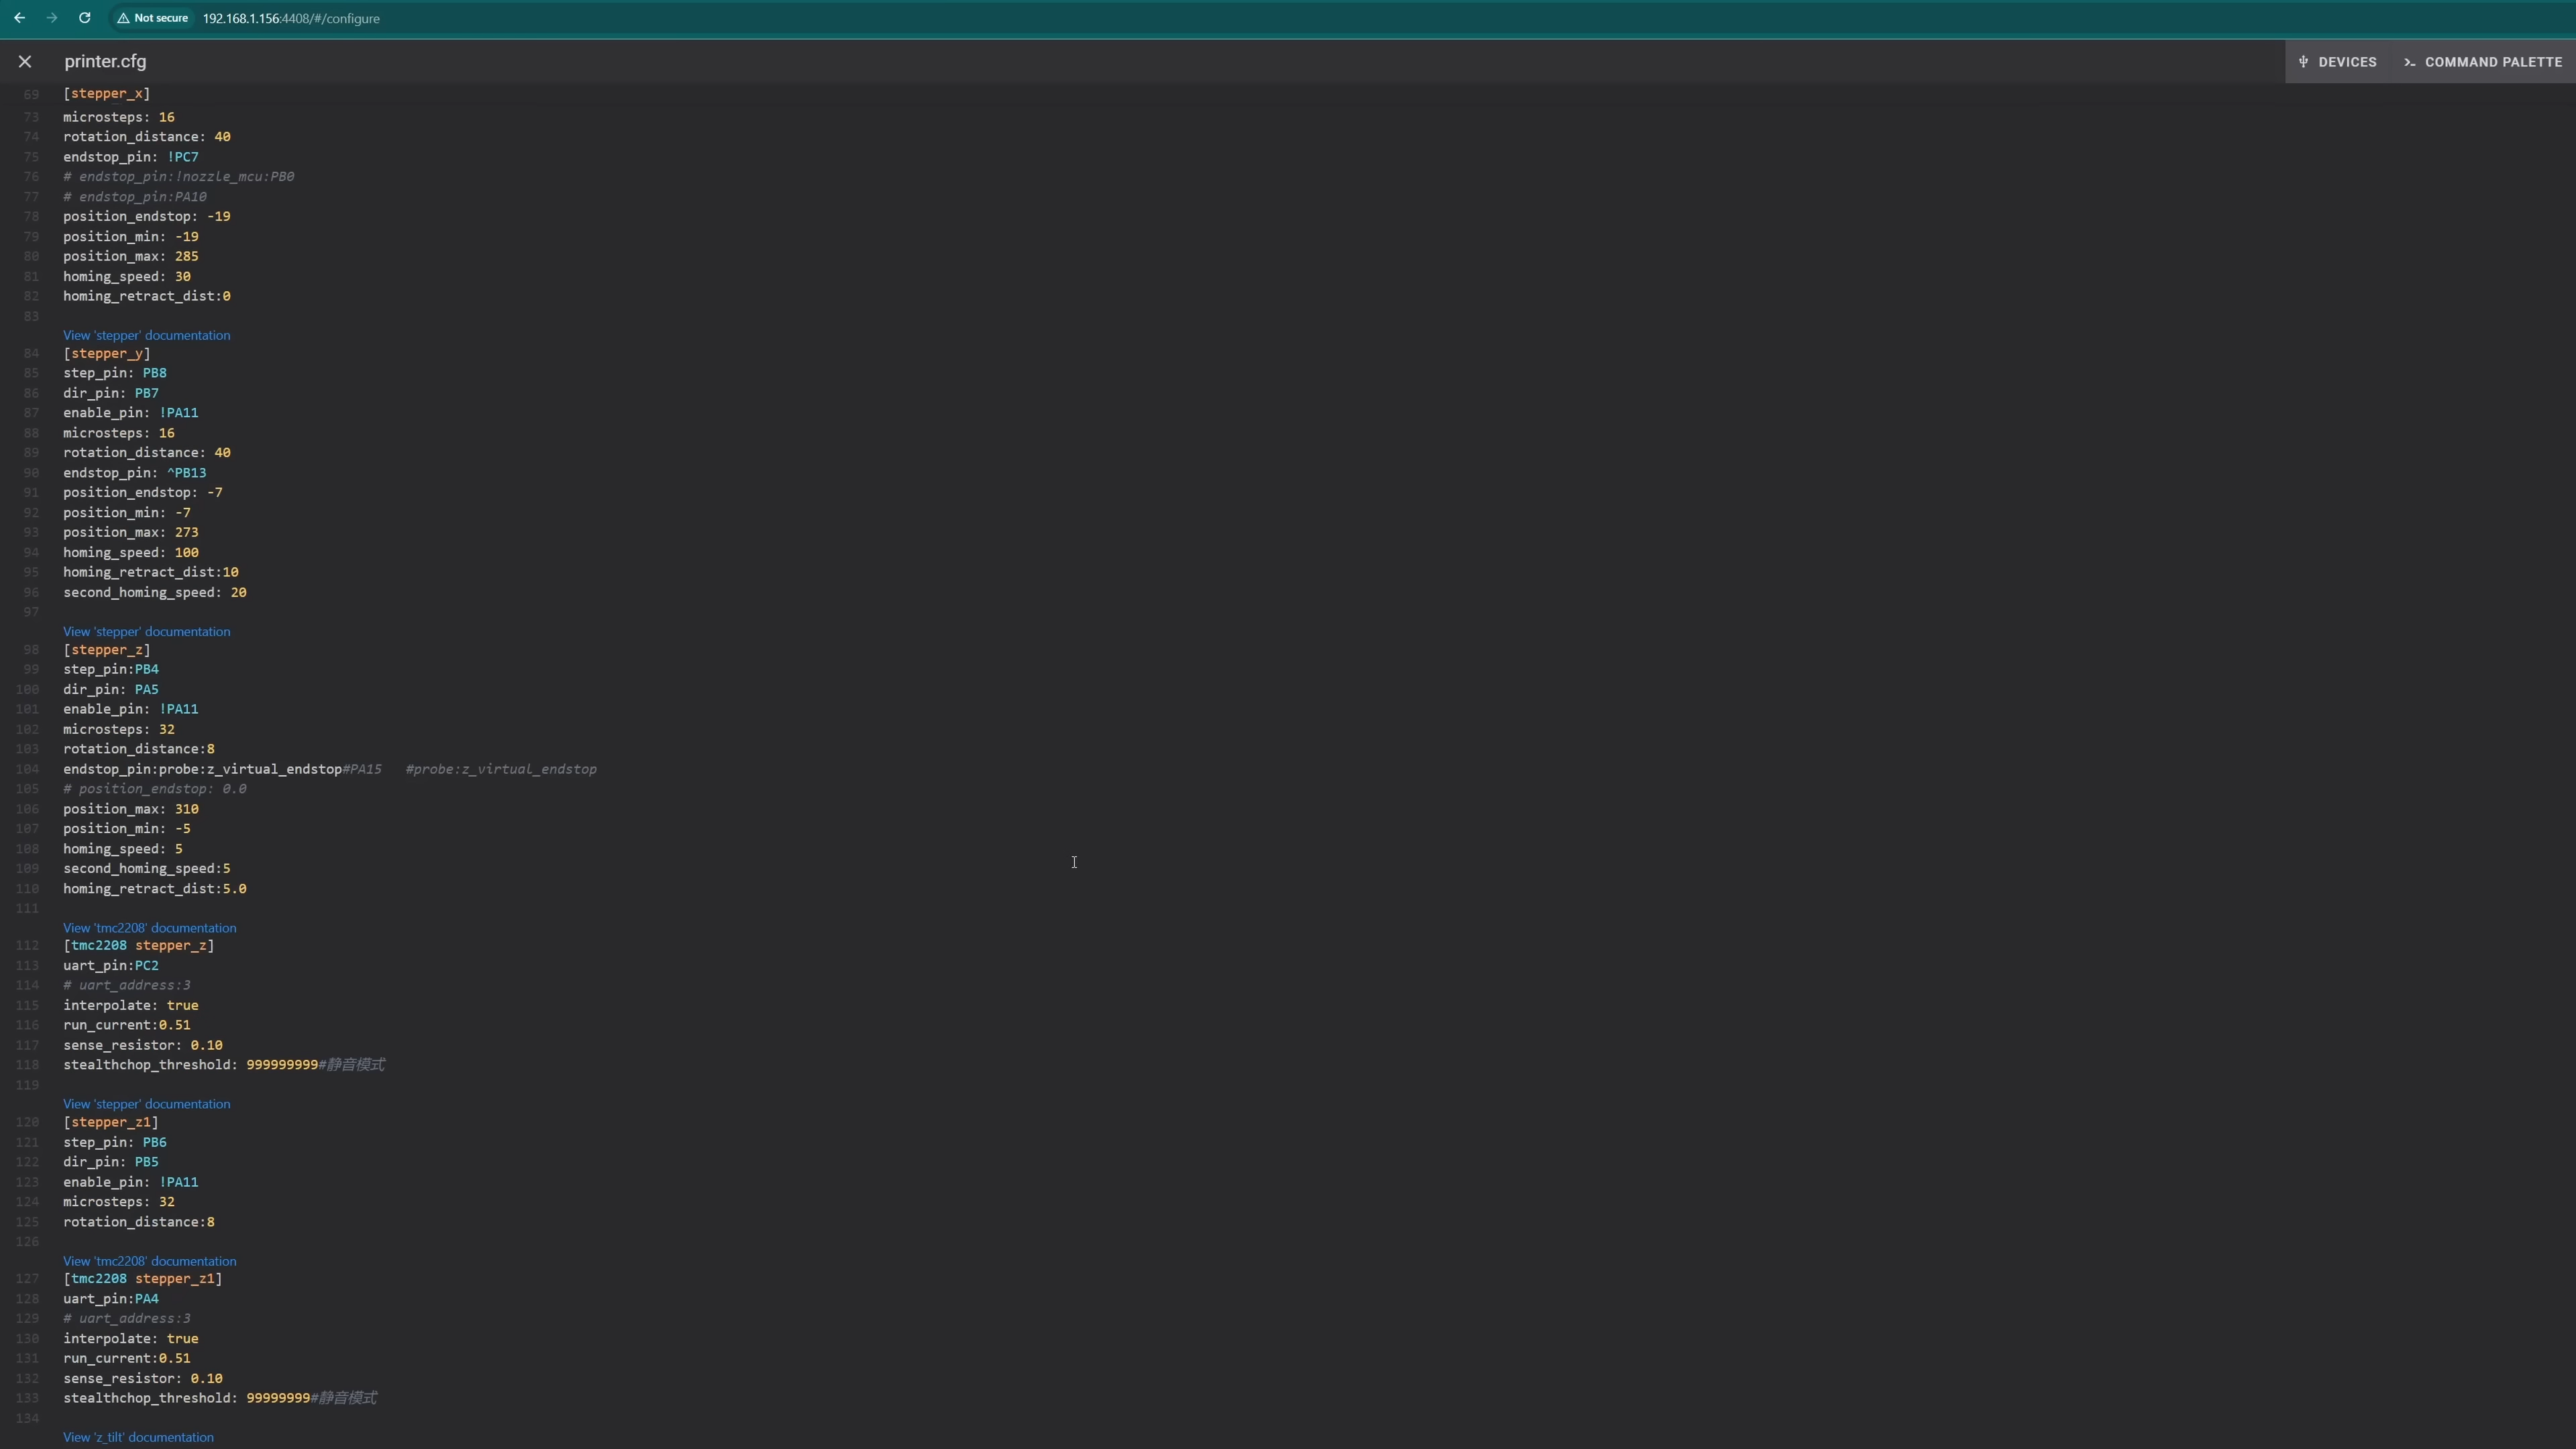 Not secure 192.168.1.156:4408/#/configure
printer.cfg
DEVICES
COMMAND PALETTE
69 [stepper_x]
73 microsteps: 16
74 rotation_distance: 40
75 endstop_pin: !PC7
76 # endstop_pin:!nozzle_mcu:PB0
77 # endstop_pin:PA10
78 position_endstop: -19
79 position_min: -19
80 position_max: 285
81 homing_speed: 30
82 homing_retract_dist:0
83
View 'stepper' documentation
84 [stepper_y]
85 step_pin: PB8
86 dir_pin: PB7
87 enable_pin: !PA11
88 microsteps: 16
89 rotation_distance: 40
90 endstop_pin: ^PB13
91 position_endstop: -7
92 position_min: -7
93 position_max: 273
94 homing_speed: 100
95 homing_retract_dist:10
96 second_homing_speed: 20
97
View 'stepper' documentation
98 [stepper_z]
99 step_pin:PB4
100 dir_pin: PA5
101 enable_pin: !PA11
102 microsteps: 32
103 rotation_distance:8
104 endstop_pin:probe:z_virtual_endstop#PA15   #probe:z_virtual_endstop
105 # position_endstop: 0.0
106 position_max: 310
107 position_min: -5
108 homing_speed: 5
109 second_homing_speed:5
110 homing_retract_dist:5.0
111
View 'tmc2208' documentation
112 [tmc2208 stepper_z]
113 uart_pin:PC2
114 # uart_address:3
115 interpolate: true
116 run_current:0.51
117 sense_resistor: 0.10
118 stealthchop_threshold: 999999999#静音模式
119
View 'stepper' documentation
120 [stepper_z1]
121 step_pin: PB6
122 dir_pin: PB5
123 enable_pin: !PA11
124 microsteps: 32
125 rotation_distance:8
126
View 'tmc2208' documentation
127 [tmc2208 stepper_z1]
128 uart_pin:PA4
129 # uart_address:3
130 interpolate: true
131 run_current:0.51
132 sense_resistor: 0.10
133 stealthchop_threshold: 99999999#静音模式
134
View 'z_tilt' documentation